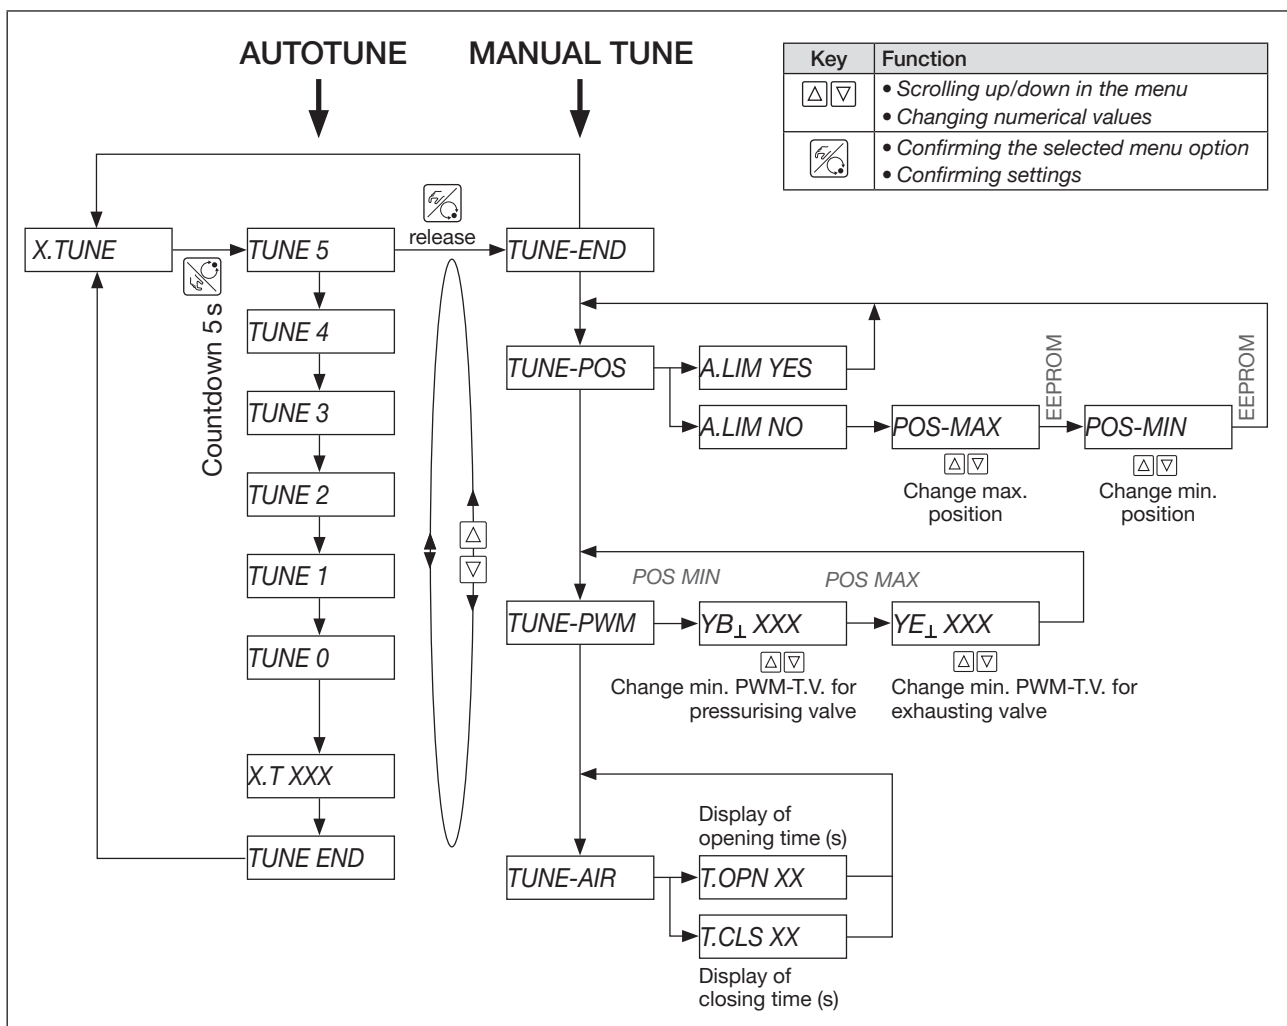 AUTOTUNE
MANUAL TUNE
Key
Function
• Scrolling up/down in the menu
• Changing numerical values
• Confirming the selected menu option
• Confirming settings
X.TUNE
Countdown 5 s
TUNE 5
TUNE 4
TUNE 3
TUNE 2
TUNE 1
TUNE 0
X.T XXX
TUNE END
release
TUNE-END
TUNE-POS
A.LIM YES
A.LIM NO
POS-MAX
EEPROM
POS-MIN
EEPROM
Change max.
position
Change min.
position
TUNE-PWM
POS MIN
YB⊥ XXX
POS MAX
YE⊥ XXX
Change min. PWM-T.V. for
pressurising valve
Change min. PWM-T.V. for
exhausting valve
TUNE-AIR
Display of
opening time (s)
T.OPN XX
T.CLS XX
Display of
closing time (s)